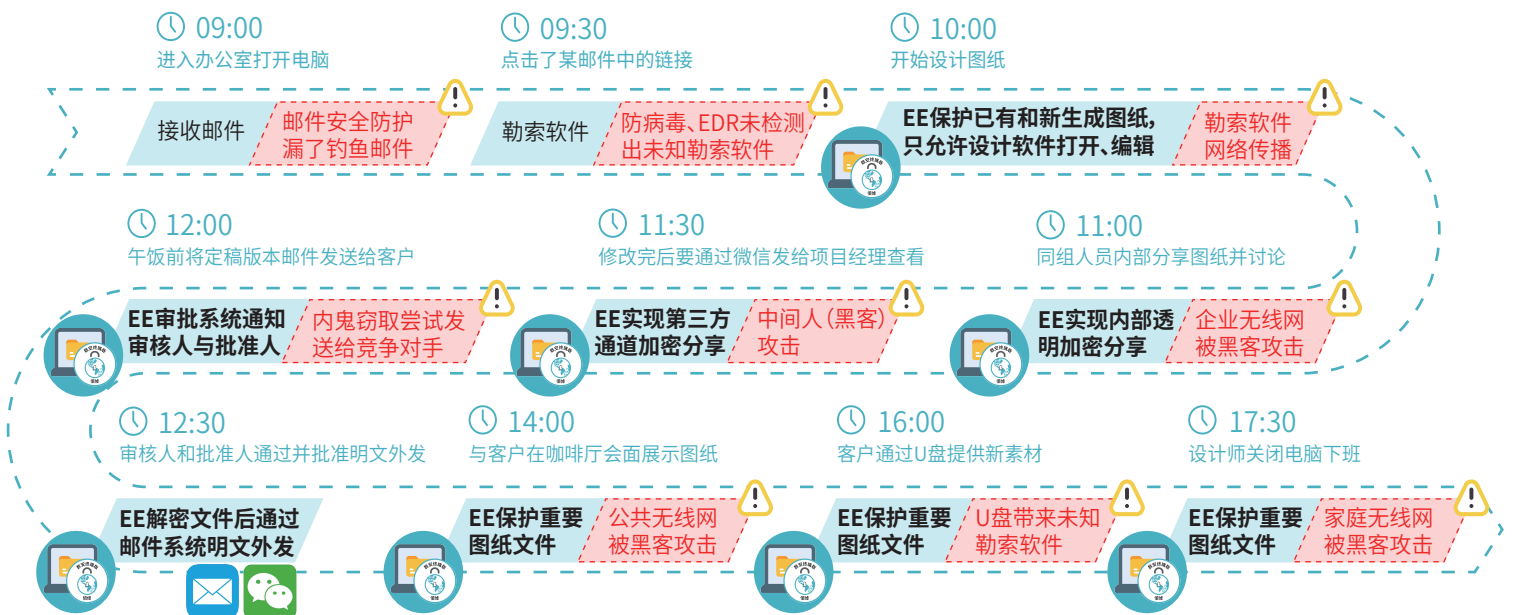 09:00
进入办公室打开电脑
接收邮件
邮件安全防护
漏了钓鱼邮件
09:30
点击了某邮件中的链接
勒索软件
防病毒、EDR未检测
出未知勒索软件
10:00
开始设计图纸
EE保护已有和新生成图纸,
只允许设计软件打开、编辑
勒索软件
网络传播
11:00
同组人员内部分享图纸并讨论
EE实现内部透
明加密分享
企业无线网
被黑客攻击
11:30
修改完后要通过微信发给项目经理查看
EE实现第三方
通道加密分享
中间人（黑客）
攻击
12:00
午饭前将定稿版本邮件发送给客户
EE审批系统通知
审核人与批准人
内鬼窃取尝试发
送给竞争对手
12:30
审核人和批准人通过并批准明文外发
EE解密文件后通过
邮件系统明文外发
14:00
与客户在咖啡厅会面展示图纸
EE保护重要
图纸文件
公共无线网
被黑客攻击
16:00
客户通过U盘提供新素材
EE保护重要
图纸文件
U盘带来未知
勒索软件
17:30
设计师关闭电脑下班
EE保护重要
图纸文件
家庭无线网
被黑客攻击